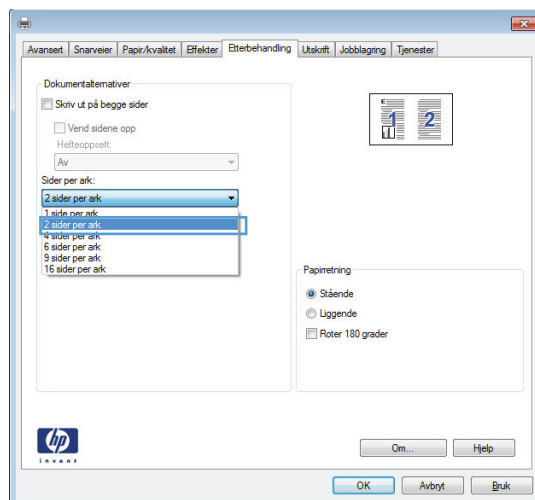 Avansert Snarveier Papir/kvalitet Effekter Etterbehandling Utskrift Jobblagring Tjenester
Dokumentalternativer
Skriv ut på begge sider
Vend sidene opp
Hefteoppsett:
Av
Sider per ark:
2 sider per ark
1 side per ark
2 sider per ark
4 sider per ark
6 sider per ark
9 sider per ark
16 sider per ark
1 2
Papirretning
Stående
Liggende
Roter 180 grader
hp
invent
Om... Hjelp
OK Avbryt Bruk